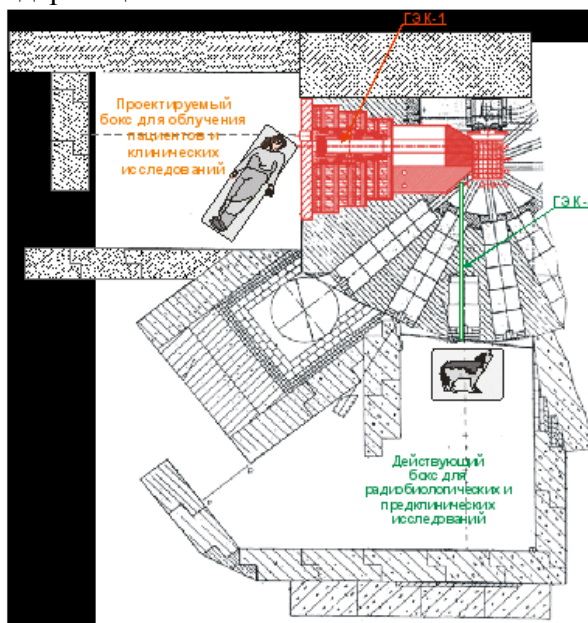 ГЭК-1
Проектируемый
бокс для облучения
пациентов и
клинических
исследований
ГЭК-
Действующий
бокс для
радиобиологических и
предклинических
исследований